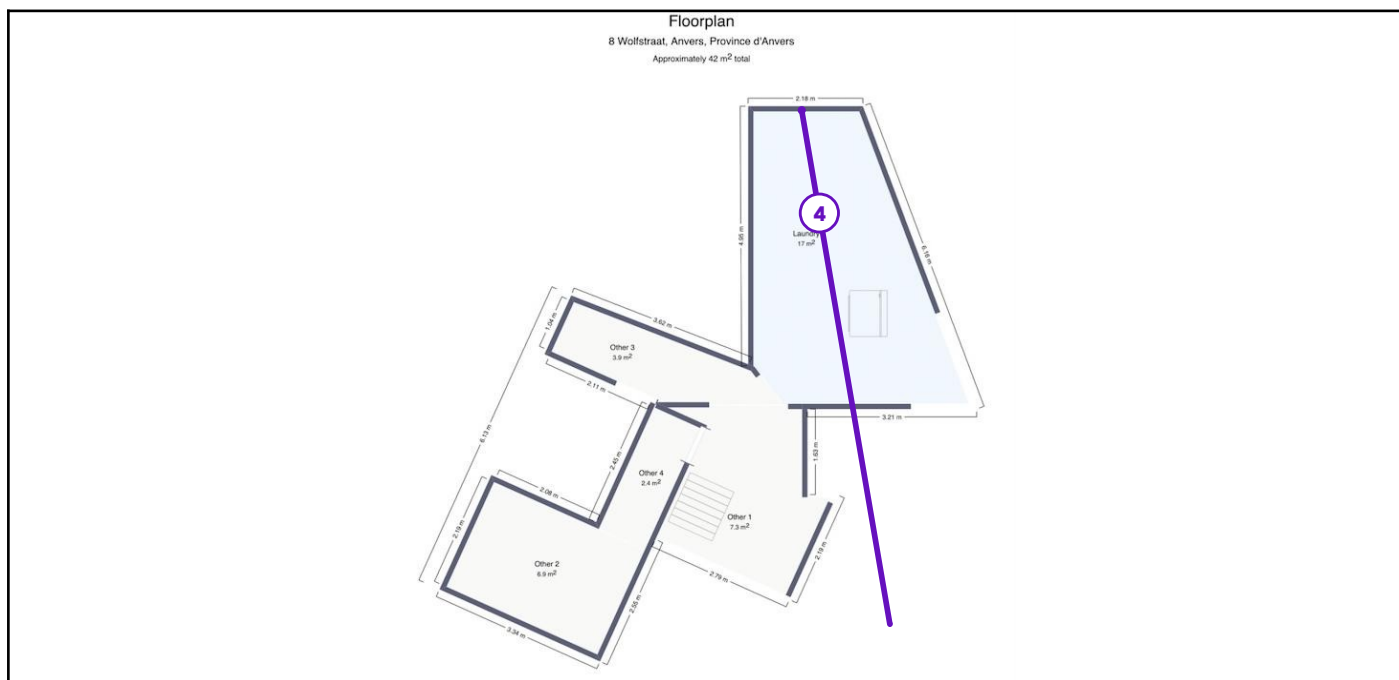 Floorplan
8 Wolfstraat, Anvers, Province d'Anvers
Approximately 42 m² total
2.18 m
4.95 m
6.16 m
4
Laundry
17 m²
3.62 m
1.04 m
Other 3
3.9 m²
2.11 m
3.21 m
6.13 m
2.45 m
1.63 m
Other 4
2.4 m²
2.08 m
2.19 m
Other 1
7.3 m²
2.19 m
Other 2
6.9 m²
2.79 m
2.55 m
3.34 m